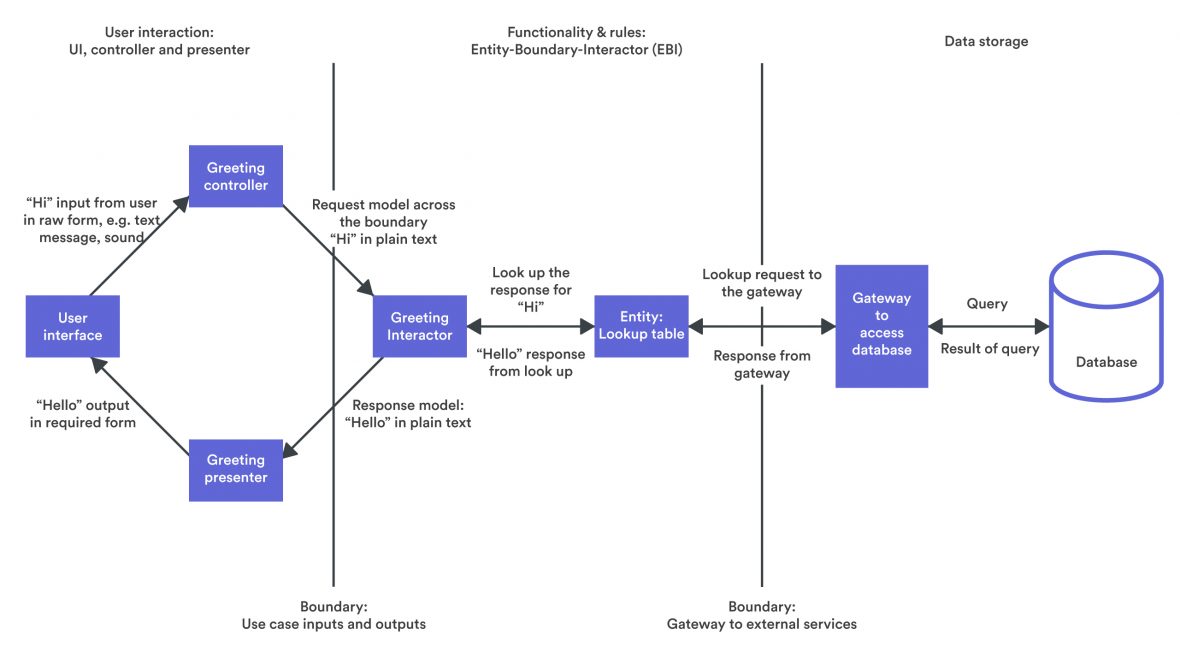 User interaction:
UI, controller and presenter
Functionality & rules:
Entity-Boundary-Interactor (EBI)
Data storage
Greeting
controller
“Hi” input from user
in raw form, e.g. text
message, sound
Request model across
the boundary
“Hi” in plain text
User
interface
Greeting
Interactor
Look up the
response for
“Hi”
“Hello” response
from look up
Entity:
Lookup table
Lookup request to
the gateway
Response from
gateway
Gateway
to
access
database
Query
Result of query
Database
“Hello” output
in required form
Response model:
“Hello” in plain text
Greeting
presenter
Boundary:
Use case inputs and outputs
Boundary:
Gateway to external services